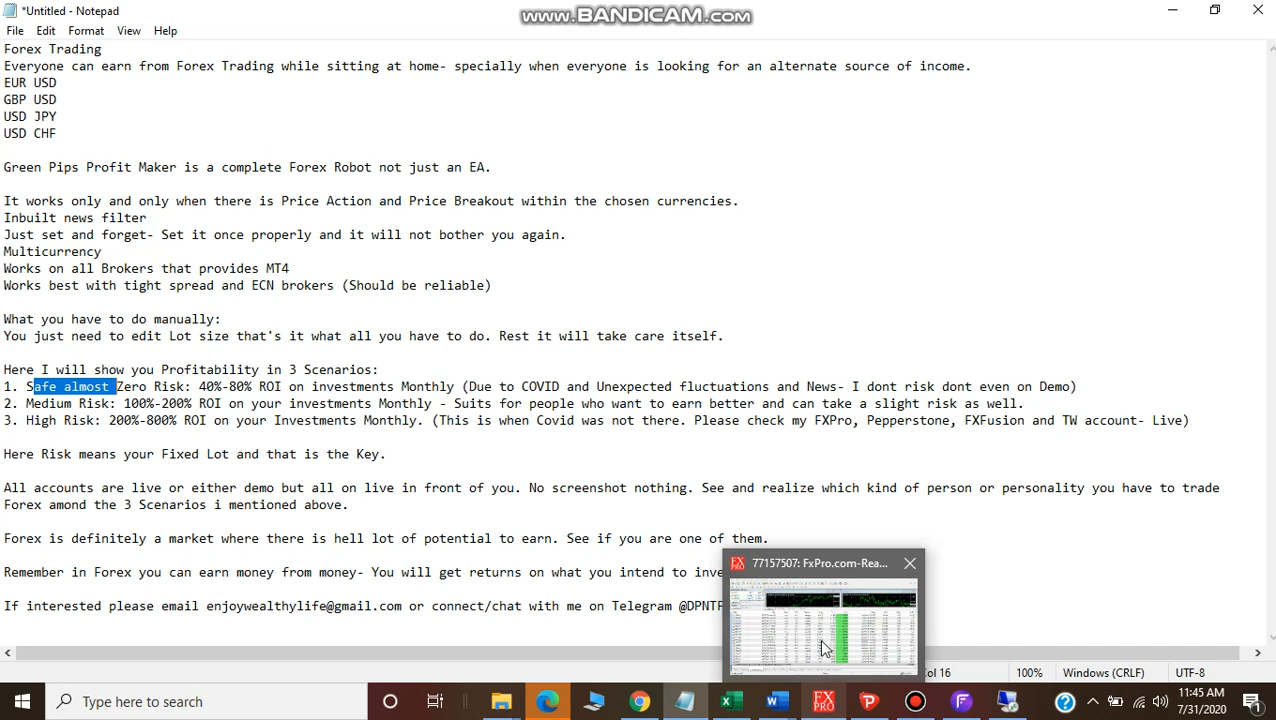 *Untitled - Notepad
www.BANDICAM.com
File Edit Format View Help
Forex Trading
Everyone can earn from Forex Trading while sitting at home- specially when everyone is looking for an alternate source of income.
EUR USD
GBP USD
USD JPY
USD CHF
Green Pips Profit Maker is a complete Forex Robot not just an EA.
It works only and only when there is Price Action and Price Breakout within the chosen currencies.
Inbuilt news filter
Just set and forget- Set it once properly and it will not bother you again.
Multicurrency
Works on all Brokers that provides MT4
Works best with tight spread and ECN brokers (Should be reliable)
What you have to do manually:
You just need to edit Lot size that's it what all you have to do. Rest it will take care itself.
Here I will show you Profitability in 3 Scenarios:
1. Safe almost Zero Risk: 40%-80% ROI on investments Monthly (Due to COVID and Unexpected fluctuations and News- I dont risk dont even on Demo)
2. Medium Risk: 100%-200% ROI on your investments Monthly - Suits for people who want to earn better and can take a slight risk as well.
3. High Risk: 200%-800% ROI on your Investments Monthly. (This is when Covid was not there. Please check my FXPro, Pepperstone, FXFusion and TW account- Live)
Here Risk means your Fixed Lot and that is the Key.
All accounts are live or either demo but all on live in front of you. No screenshot nothing. See and realize which kind of person or personality you have to trade
Forex amond the 3 Scenarios i mentioned above.
Forex is definitely a market where there is hell lot of potential to earn. See if you are one of them.
77157507: FxPro.com-Rea...
Remember in Forex you can earn money from money- You will get returns on what you intend to inve
If interested please email enjoywealthylife@gmail.com or connect/chat with me on Telegram @DPNTF
ol 16 100% Windows (CRLF) UTF-8
Type here to search
FX PRO
11:45 AM
7/31/2020